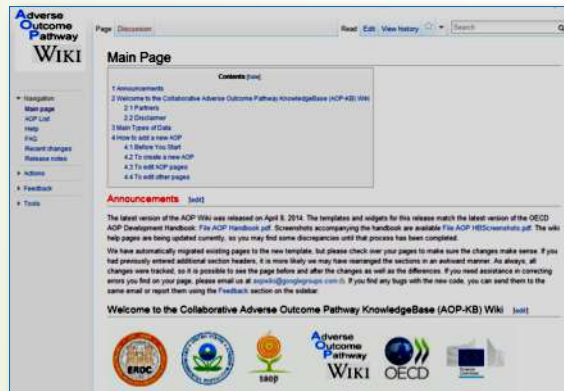 Adverse
Outcome
Pathway
WIKI
Page Discussion Read Edit View history Search
Main Page
Contents [hide]
1 Announcements
2 Welcome to the Collaborative Adverse Outcome Pathway KnowledgeBase (AOP-KB) Wiki
2.1 Partners
2.2 Disclaimer
3 Main Types of Data
4 How to add a new AOP
4.1 Before You Start
4.2 To create a new AOP
4.3 To edit AOP pages
4.4 To edit other pages
Navigation
Main page
AOP List
Help
FAQ
Recent changes
Release notes
Actions
Feedback
Tools
Announcements [edit]
The latest version of the AOP Wiki was released on April 8, 2014. The templates and widgets for this release match the latest version of the OECD
AOP Development Handbook: File AOP Handbook.pdf. Screenshots accompanying the handbook are available File AOP HBScreenshots.pdf. The wiki
help pages are being updated currently, so you may find some discrepancies until that process has been completed.
We have automatically migrated existing pages to the new template, but please check over your pages to make sure the changes make sense. If you
had previously entered additional section headers, it is more likely we may have rearranged the sections in an awkward manner. As always, all
changes were tracked, so it is possible to see the page before and after the changes as well as the differences. If you need assistance in correcting
errors you find on your page, please email us at aopwiki@googlegroups.com. If you find any bugs with the new code, you can send them to the
same email or report them using the Feedback section on the sidebar.
Welcome to the Collaborative Adverse Outcome Pathway KnowledgeBase (AOP-KB) Wiki [edit]
EROC
saop
Adverse
Outcome
Pathway
WIKI
OECD